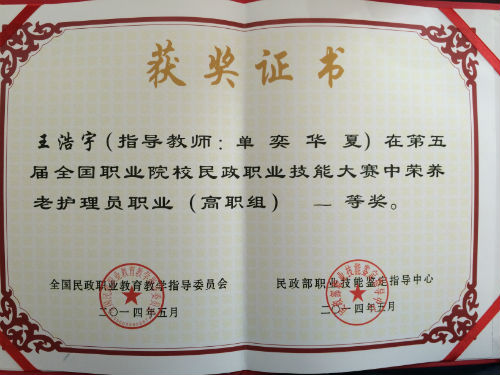 获奖证书
王浩宇（指导教师：单 奕 华 夏）在第五
届全国职业院校民政职业技能大赛中荣养
老护理员职业（高职组） 一等奖。
全国民政职业教育教学指导委员会
二〇一四年五月
民政部职业技能鉴定指导中心
二〇一四年五月